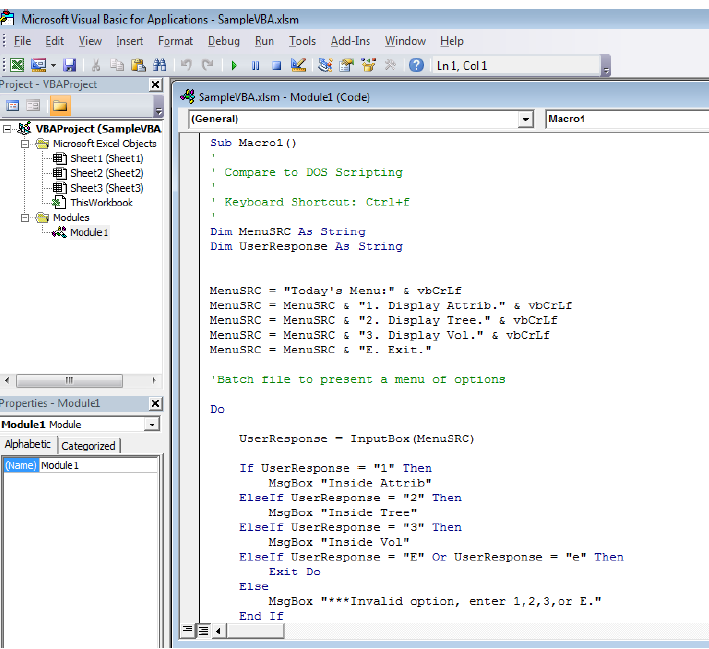 Microsoft Visual Basic for Applications - SampleVBA.xlsm
File Edit View Insert Format Debug Run Tools Add-Ins Window Help
Ln 1, Col 1
Project - VBAProject
VBAProject (SampleVBA.
Microsoft Excel Objects
Sheet1 (Sheet1)
Sheet2 (Sheet2)
Sheet3 (Sheet3)
ThisWorkbook
Modules
Module1
Properties - Module1
Module1 Module
Alphabetic Categorized
(Name) Module1
SampleVBA.xlsm - Module1 (Code)
(General) Macro1
Sub Macro1()
'
' Compare to DOS Scripting
'
' Keyboard Shortcut: Ctrl+f
'
Dim MenuSRC As String
Dim UserResponse As String
MenuSRC = "Today's Menu:" & vbCrLf
MenuSRC = MenuSRC & "1. Display Attrib." & vbCrLf
MenuSRC = MenuSRC & "2. Display Tree." & vbCrLf
MenuSRC = MenuSRC & "3. Display Vol." & vbCrLf
MenuSRC = MenuSRC & "E. Exit."
'Batch file to present a menu of options
Do
UserResponse = InputBox(MenuSRC)
If UserResponse = "1" Then
MsgBox "Inside Attrib"
ElseIf UserResponse = "2" Then
MsgBox "Inside Tree"
ElseIf UserResponse = "3" Then
MsgBox "Inside Vol"
ElseIf UserResponse = "E" Or UserResponse = "e" Then
Exit Do
Else
MsgBox "***Invalid option, enter 1,2,3,or E."
End If